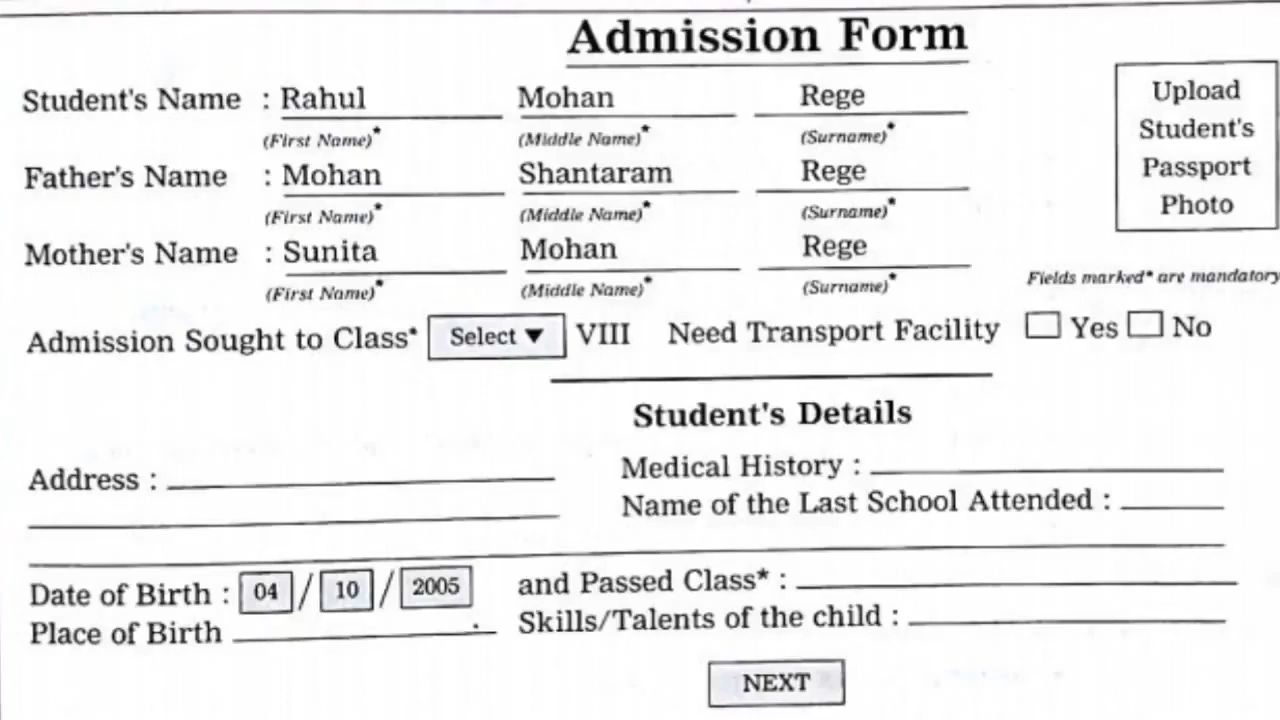 Admission Form
Student's Name : Rahul Mohan Rege
(First Name)* (Middle Name)* (Surname)*
Father's Name : Mohan Shantaram Rege
(First Name)* (Middle Name)* (Surname)*
Mother's Name : Sunita Mohan Rege
(First Name)* (Middle Name)* (Surname)*
Upload
Student's
Passport
Photo
Fields marked* are mandatory
Admission Sought to Class* Select ▼ VIII Need Transport Facility Yes No
Student's Details
Address :
Medical History :
Name of the Last School Attended :
Date of Birth : 04 / 10 / 2005
and Passed Class* :
Place of Birth
Skills/Talents of the child :
NEXT